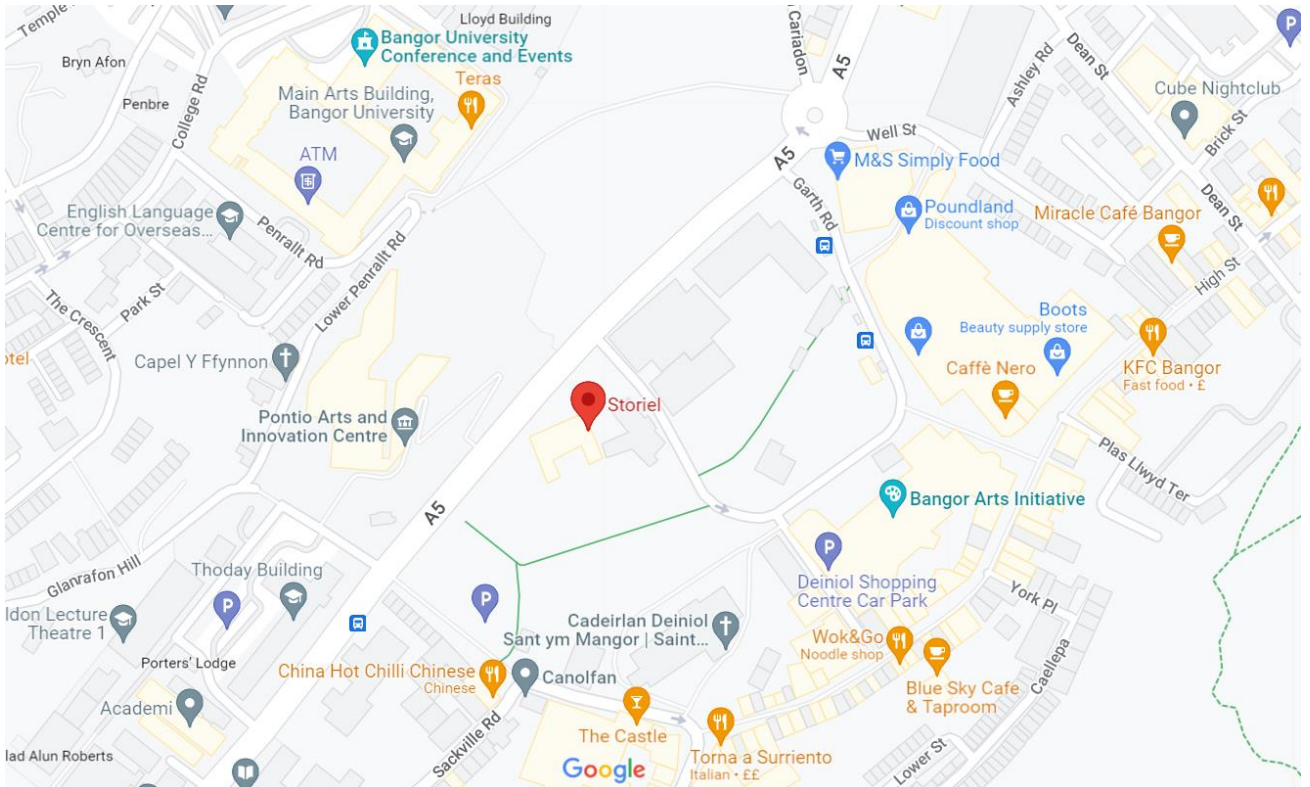 Temple
Lloyd Building
Bangor University
Conference and Events
Cariadon
A5
Dean St
Ashley Rd
P
Bryn Afon
Teras
Main Arts Building,
Bangor University
Penbre
College Rd
Cube Nightclub
Well St
Brick St
A5
ATM
M&S Simply Food
Garth Rd
English Language
Centre for Overseas...
Penrallt Rd
Poundland
Discount shop
Miracle Café Bangor
Dean St
High St
Lower Penrallt Rd
The Crescent
Park St
Boots
Beauty supply store
otel
Capel Y Ffynnon
Caffè Nero
KFC Bangor
Fast food • £
Storiel
Pontio Arts and
Innovation Centre
Plas Llwyd Ter
A5
Bangor Arts Initiative
Glanrafon Hill
Thoday Building
P
P
P
Deiniol Shopping
Centre Car Park
York Pl
ldon Lecture
Theatre 1
Cadeirlan Deiniol
Sant ym Mangor | Saint...
Wok&Go
Noodle shop
Porters' Lodge
China Hot Chilli Chinese
Chinese
Canolfan
Blue Sky Cafe
& Taproom
Caellepa
Academi
The Castle
Sackville Rd
Torna a Surriento
Italian • ££
Lower St
lad Alun Roberts
Google
P
P